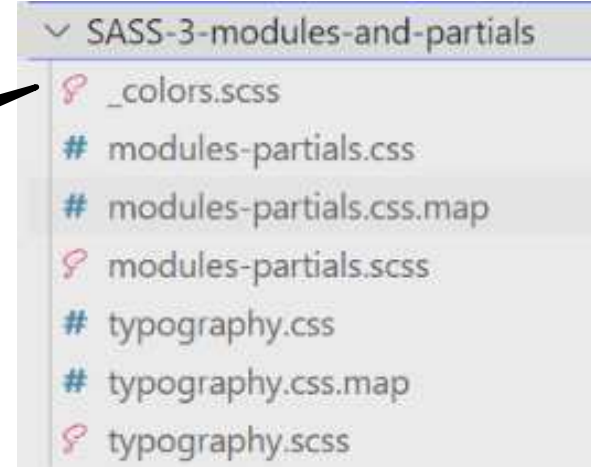 SASS-3-modules-and-partials
_colors.scss
# modules-partials.css
# modules-partials.css.map
modules-partials.scss
# typography.css
# typography.css.map
typography.scss